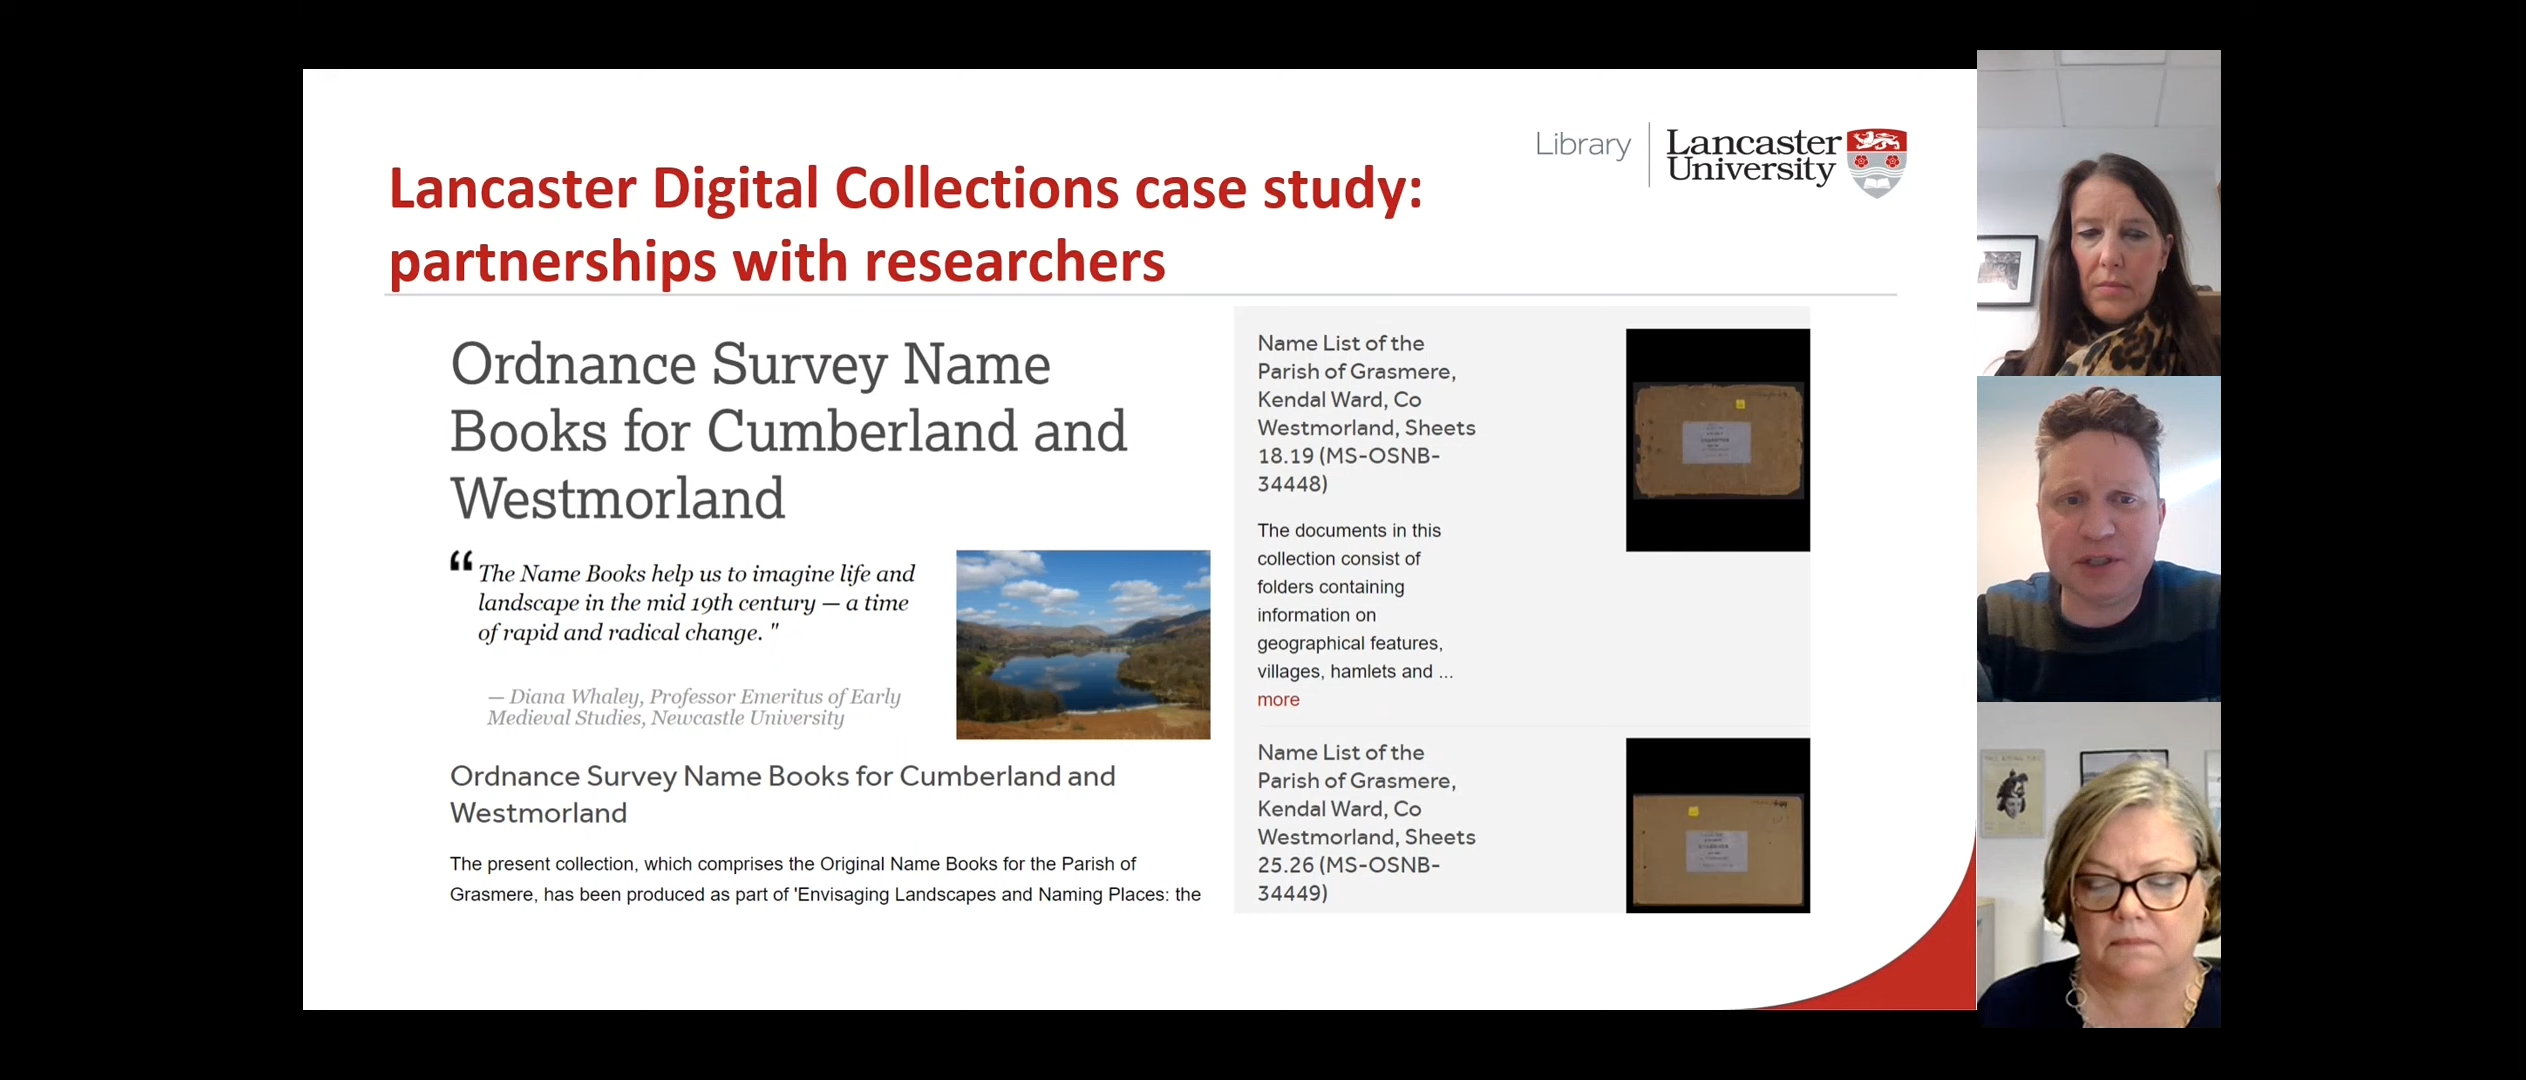 Library
Lancaster
University
Lancaster Digital Collections case study:
partnerships with researchers
Ordnance Survey Name
Books for Cumberland and
Westmorland
“ The Name Books help us to imagine life and
landscape in the mid 19th century — a time
of rapid and radical change. "
— Diana Whaley, Professor Emeritus of Early
Medieval Studies, Newcastle University
Ordnance Survey Name Books for Cumberland and
Westmorland
The present collection, which comprises the Original Name Books for the Parish of
Grasmere, has been produced as part of 'Envisaging Landscapes and Naming Places: the
Name List of the
Parish of Grasmere,
Kendal Ward, Co
Westmorland, Sheets
18.19 (MS-OSNB-
34448)
The documents in this
collection consist of
folders containing
information on
geographical features,
villages, hamlets and ...
more
Name List of the
Parish of Grasmere,
Kendal Ward, Co
Westmorland, Sheets
25.26 (MS-OSNB-
34449)